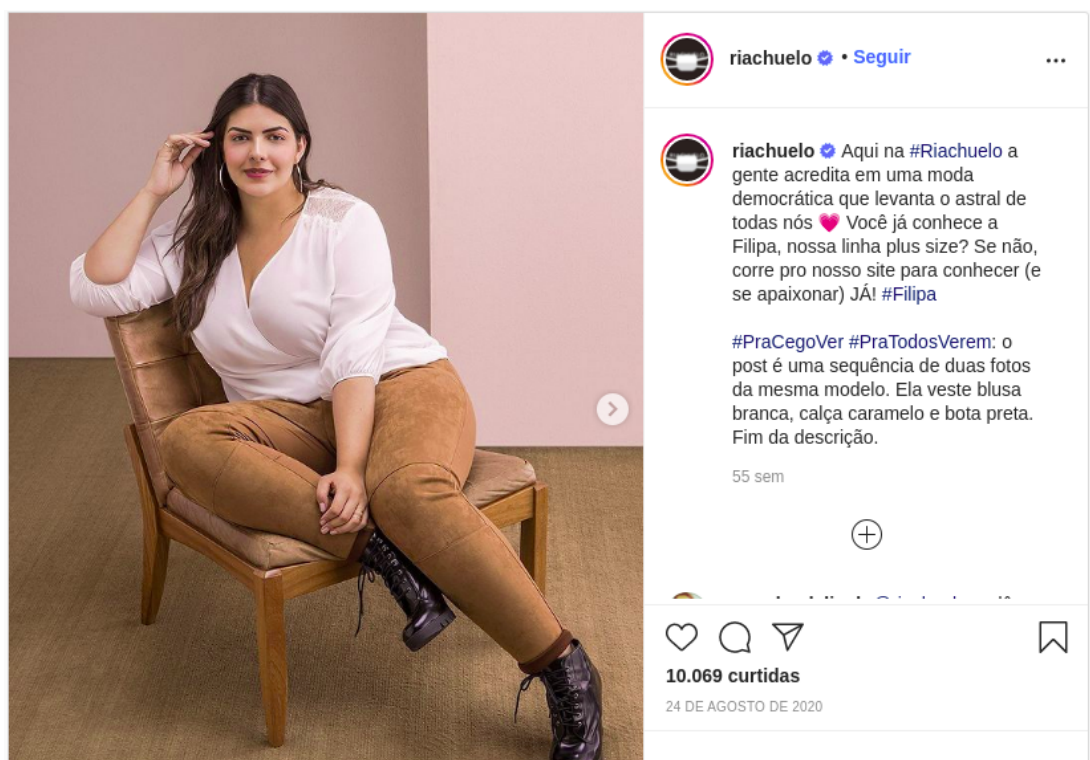 riachuelo • Seguir
riachuelo Aqui na #Riachuelo a
gente acredita em uma moda
democrática que levanta o astral de
todas nós 💗 Você já conhece a
Filipa, nossa linha plus size? Se não,
corre pro nosso site para conhecer (e
se apaixonar) JÁ! #Filipa
#PraCegoVer #PraTodosVerem: o
post é uma sequência de duas fotos
da mesma modelo. Ela veste blusa
branca, calça caramelo e bota preta.
Fim da descrição.
55 sem
10.069 curtidas
24 DE AGOSTO DE 2020